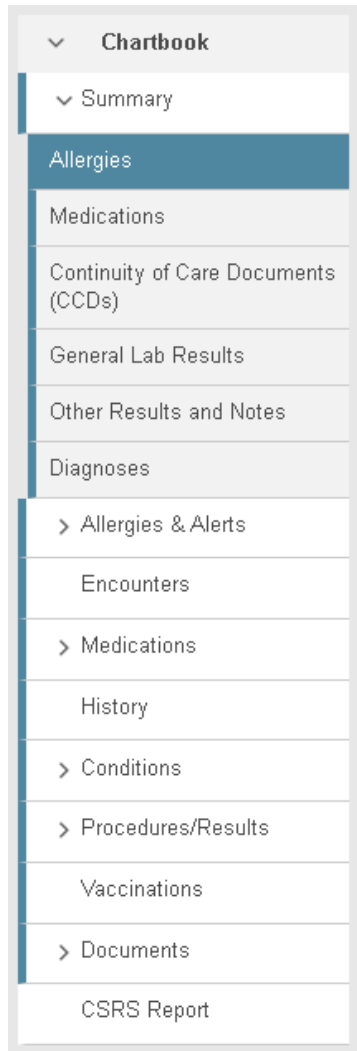 Chartbook
Summary
Allergies
Medications
Continuity of Care Documents
(CCDs)
General Lab Results
Other Results and Notes
Diagnoses
Allergies & Alerts
Encounters
Medications
History
Conditions
Procedures/Results
Vaccinations
Documents
CSRS Report